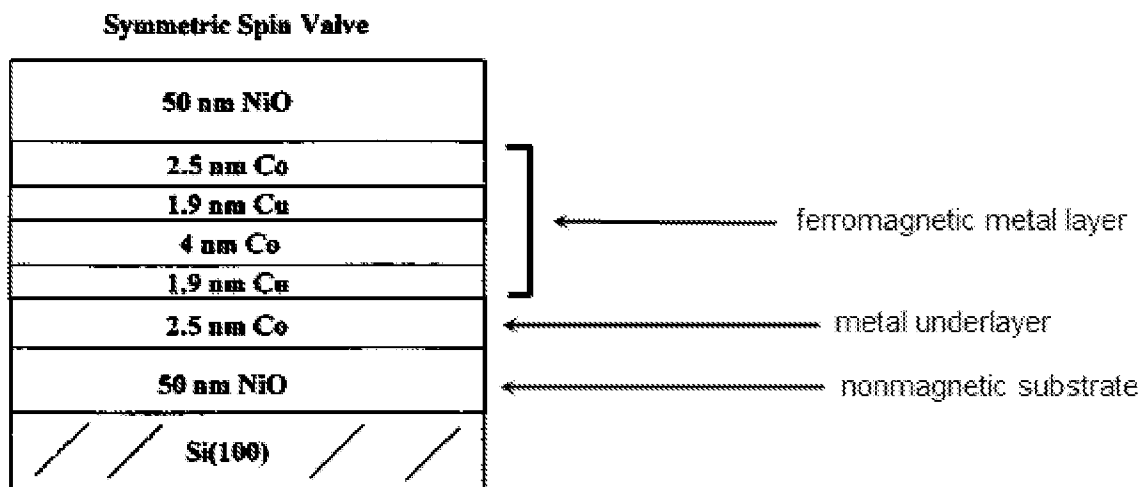 Symmetric Spin Valve
50 nm NiO
2.5 nm Co
1.9 nm Cu
4 nm Co
1.9 nm Cu
2.5 nm Co
50 nm NiO
Si(100)
ferromagnetic metal layer
metal underlayer
nonmagnetic substrate